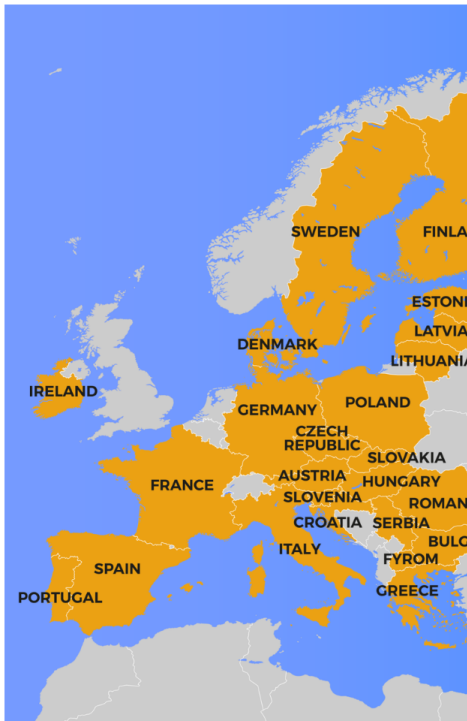 SWEDEN
FINLA
ESTONI
LATVIA
DENMARK
LITHUANIA
IRELAND
GERMANY
POLAND
CZECH
REPUBLIC
SLOVAKIA
AUSTRIA
HUNGARY
FRANCE
SLOVENIA
ROMAN
CROATIA
SERBIA
BULG
ITALY
FYROM
SPAIN
GREECE
PORTUGAL